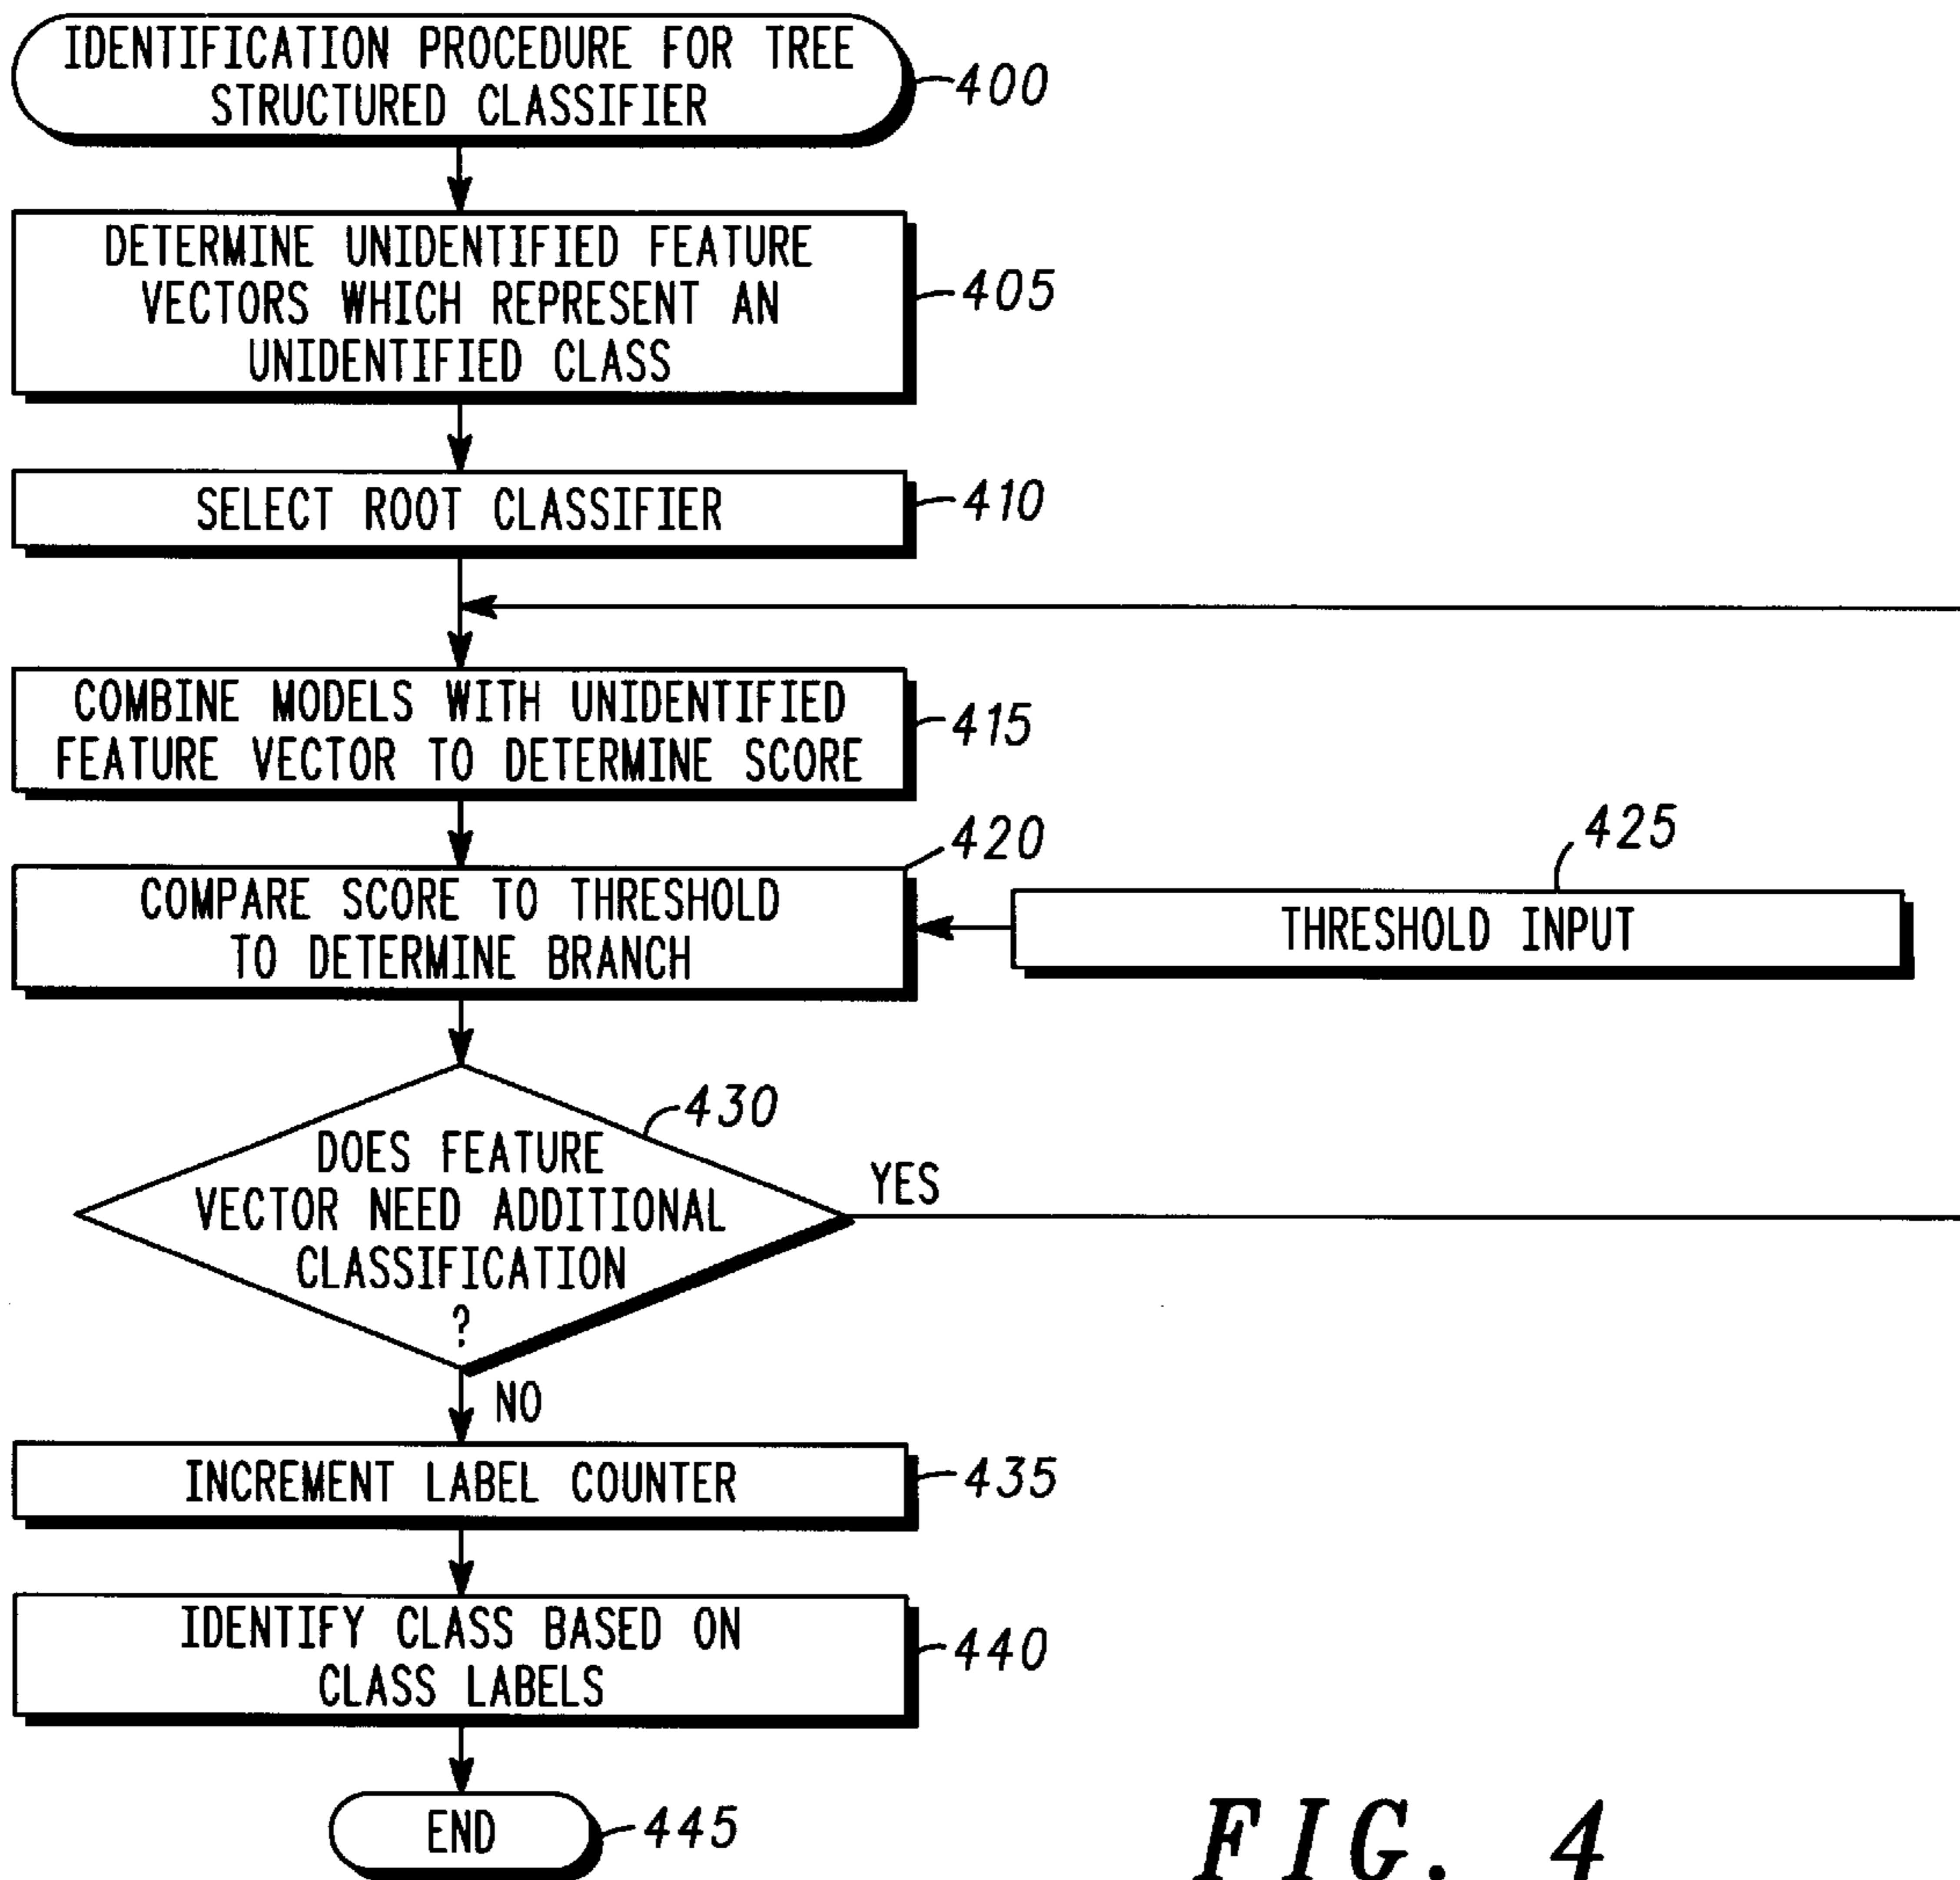 IDENTIFICATION PROCEDURE FOR TREE
STRUCTURED CLASSIFIER
400
DETERMINE UNIDENTIFIED FEATURE
VECTORS WHICH REPRESENT AN
UNIDENTIFIED CLASS
405
SELECT ROOT CLASSIFIER
410
COMBINE MODELS WITH UNIDENTIFIED
FEATURE VECTOR TO DETERMINE SCORE
415
COMPARE SCORE TO THRESHOLD
TO DETERMINE BRANCH
420
THRESHOLD INPUT
425
DOES FEATURE
VECTOR NEED ADDITIONAL
CLASSIFICATION
?
430
YES
NO
INCREMENT LABEL COUNTER
435
IDENTIFY CLASS BASED ON
CLASS LABELS
440
END
445
FIG. 4